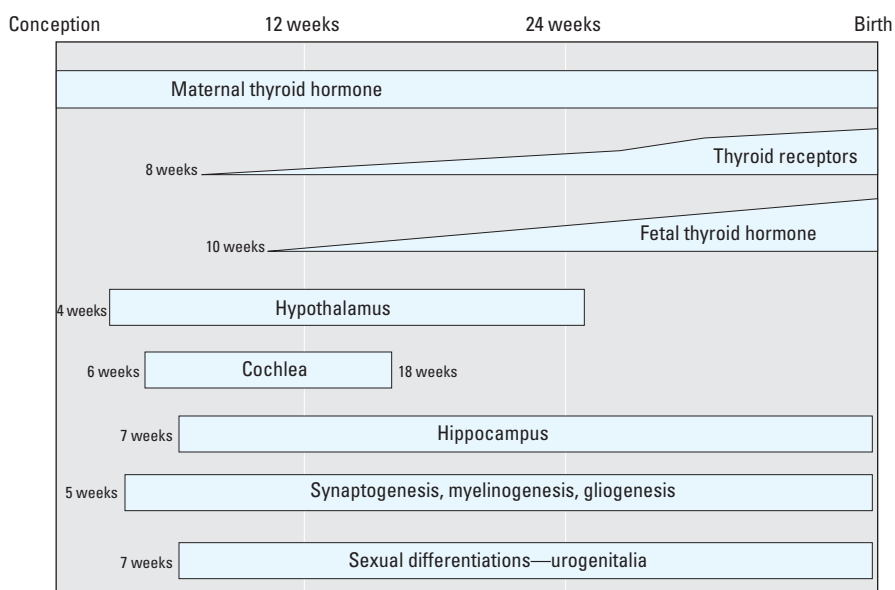 Conception 12 weeks 24 weeks Birth
Maternal thyroid hormone
Thyroid receptors
8 weeks
Fetal thyroid hormone
10 weeks
4 weeks Hypothalamus
6 weeks Cochlea 18 weeks
7 weeks Hippocampus
5 weeks Synaptogenesis, myelinogenesis, gliogenesis
7 weeks Sexual differentiations—urogenitalia